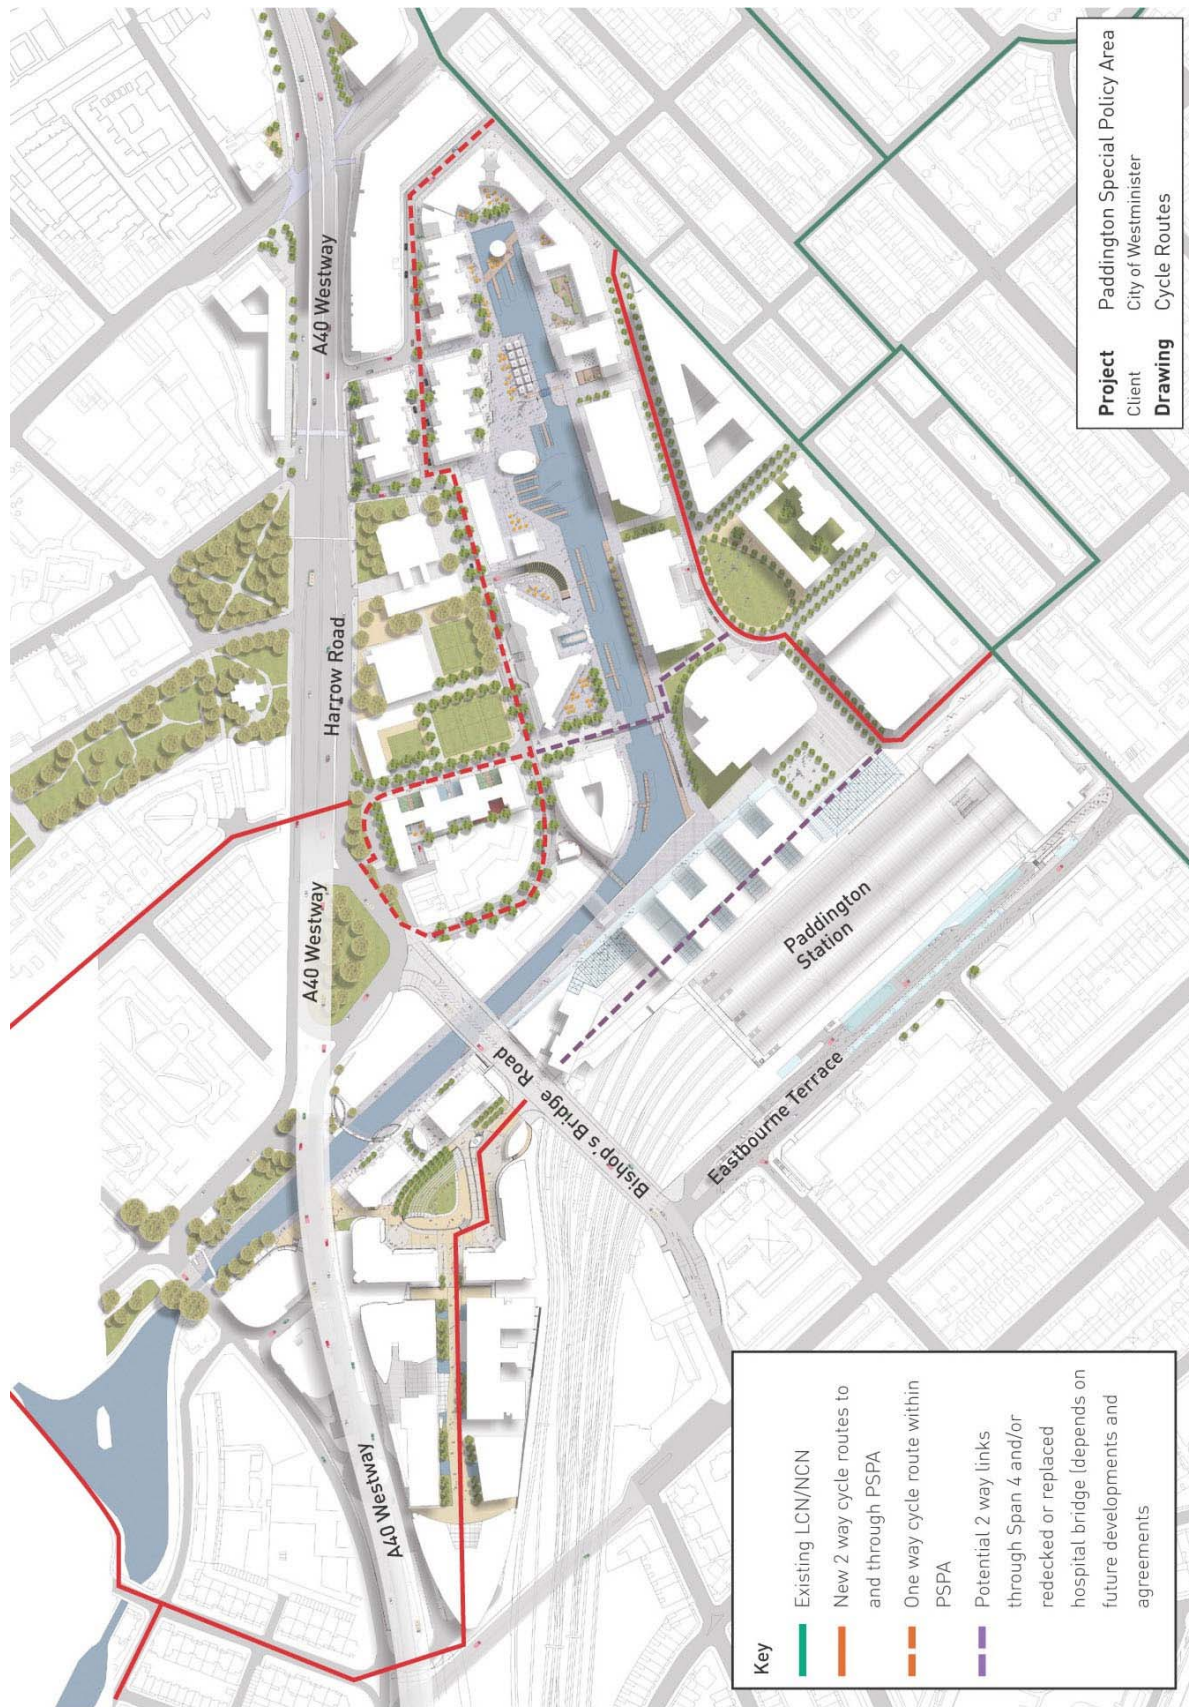 A40 Westway
Harrow Road
A40 Westway
A40 Westway
Bishop's Bridge Road
Paddington
Station
Eastbourne Terrace
Key
Existing LCN/NCN
New 2 way cycle routes to
and through PSPA
One way cycle route within
PSPA
Potential 2 way links
through Span 4 and/or
redecked or replaced
hospital bridge (depends on
future developments and
agreements
Project Paddington Special Policy Area
Client City of Westminister
Drawing Cycle Routes